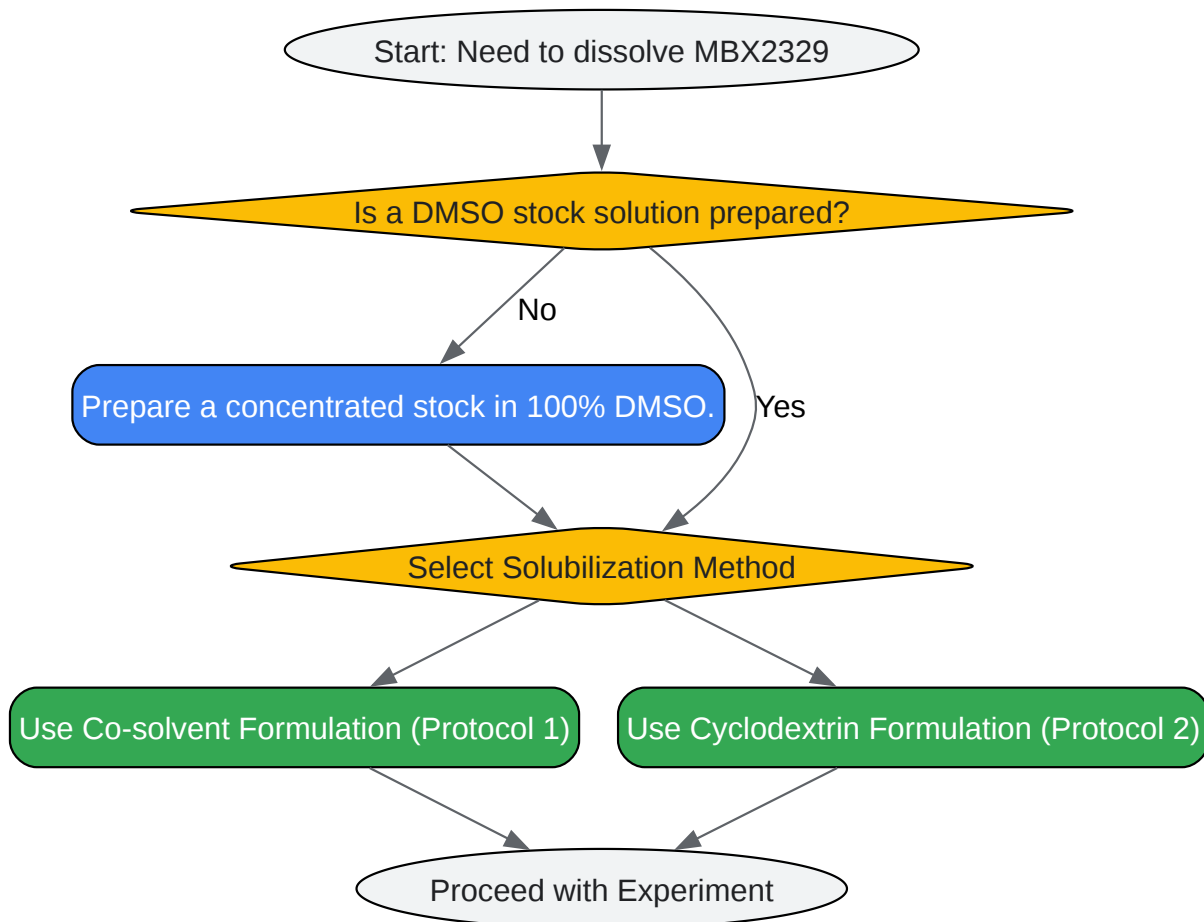 Start: Need to dissolve MBX2329
Is a DMSO stock solution prepared?
No
Prepare a concentrated stock in 100% DMSO.
Yes
Select Solubilization Method
Use Co-solvent Formulation (Protocol 1)
Use Cyclodextrin Formulation (Protocol 2)
Proceed with Experiment